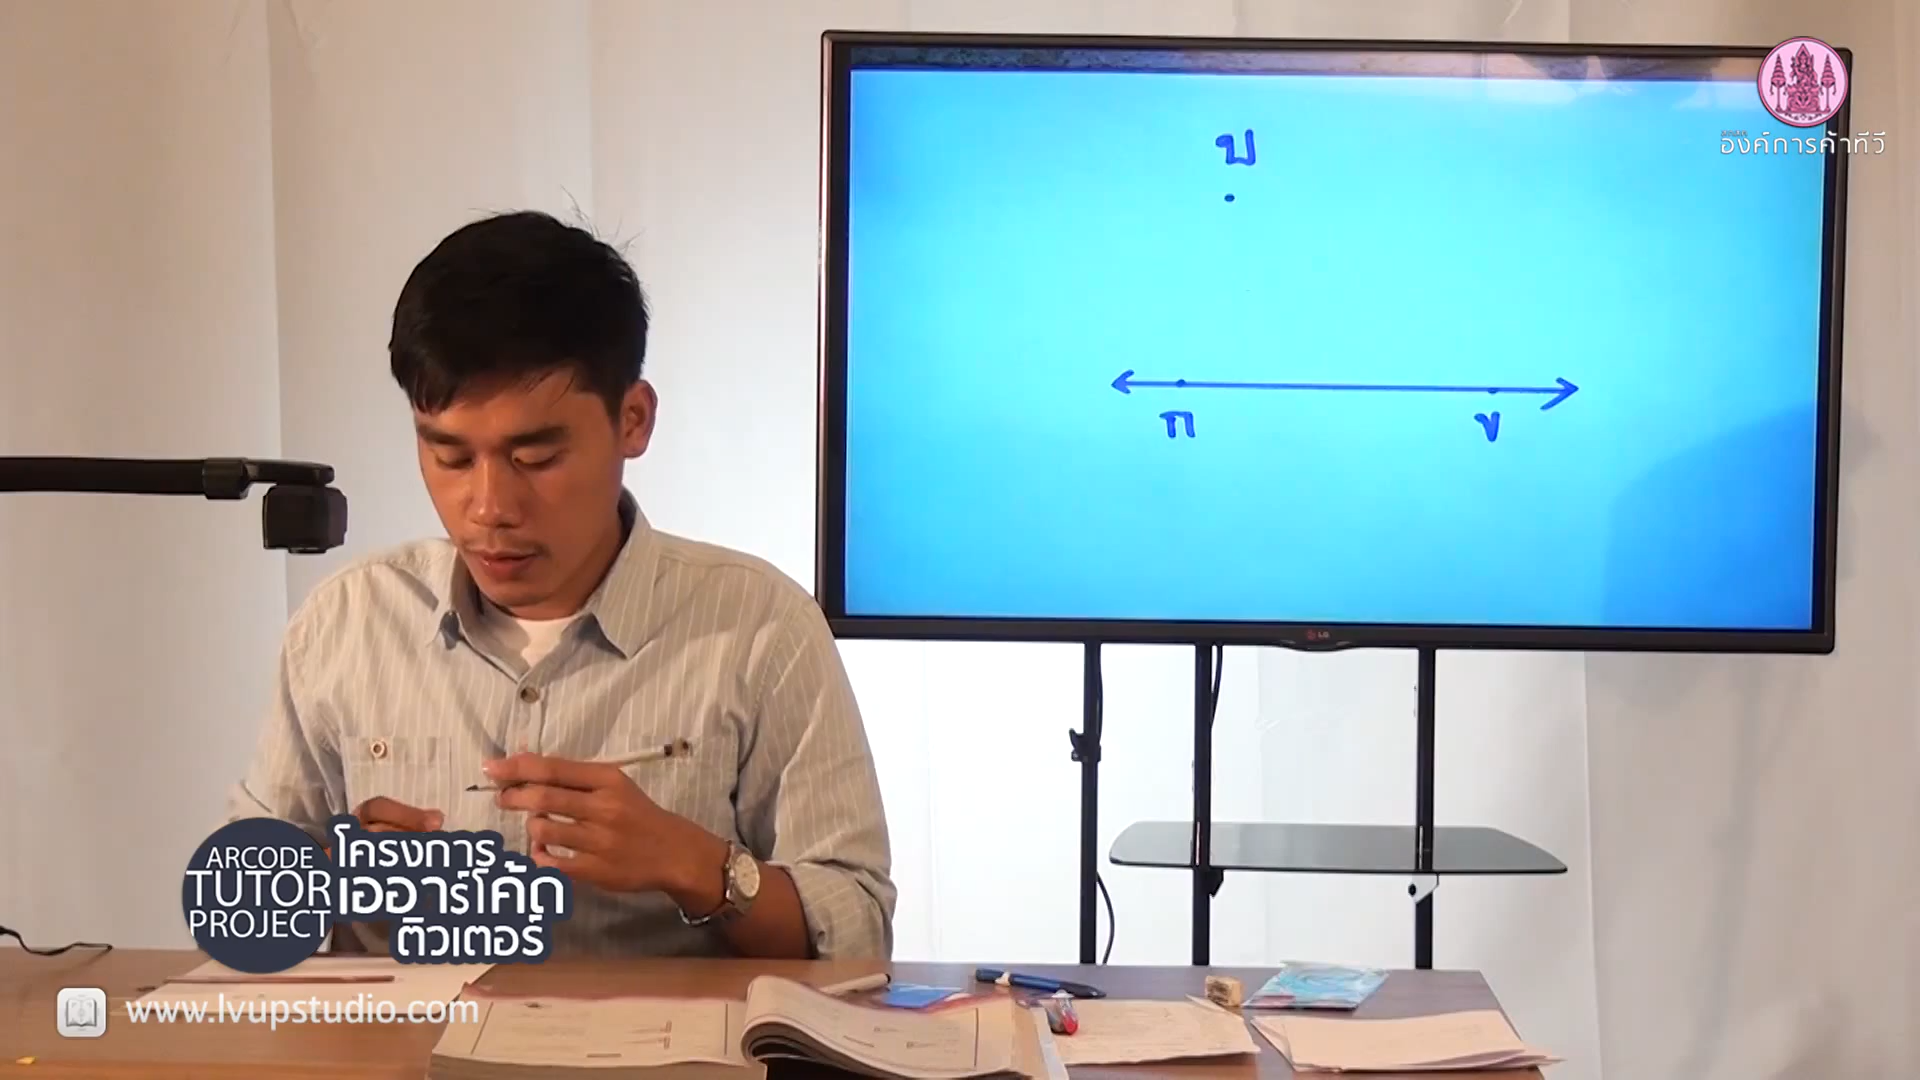 บ
ก ข
องค์การค้าทีวี
ARCODE
TUTOR
PROJECT
โครงการ
เออาร์โค้ด
ติวเตอร์
www.lvupstudio.com
LG